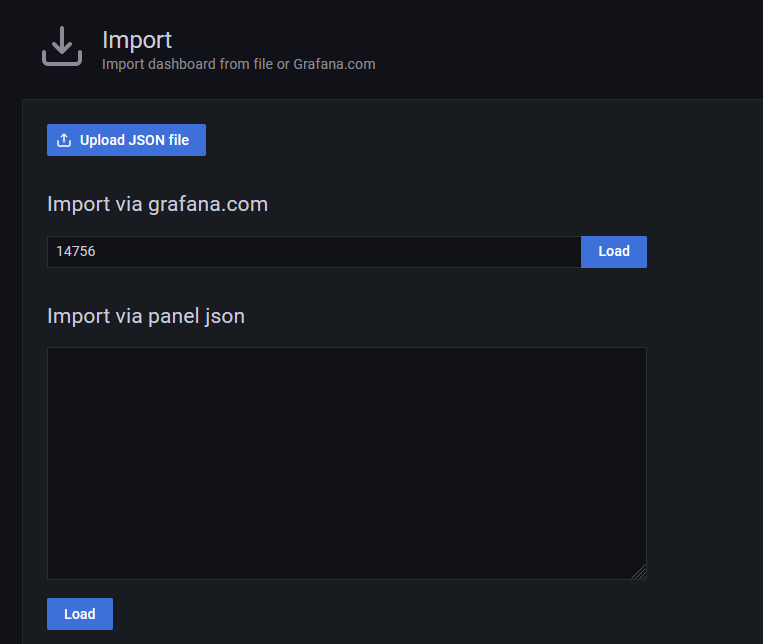 Import
Import dashboard from file or Grafana.com
Upload JSON file
Import via grafana.com
14756
Load
Import via panel json
Load